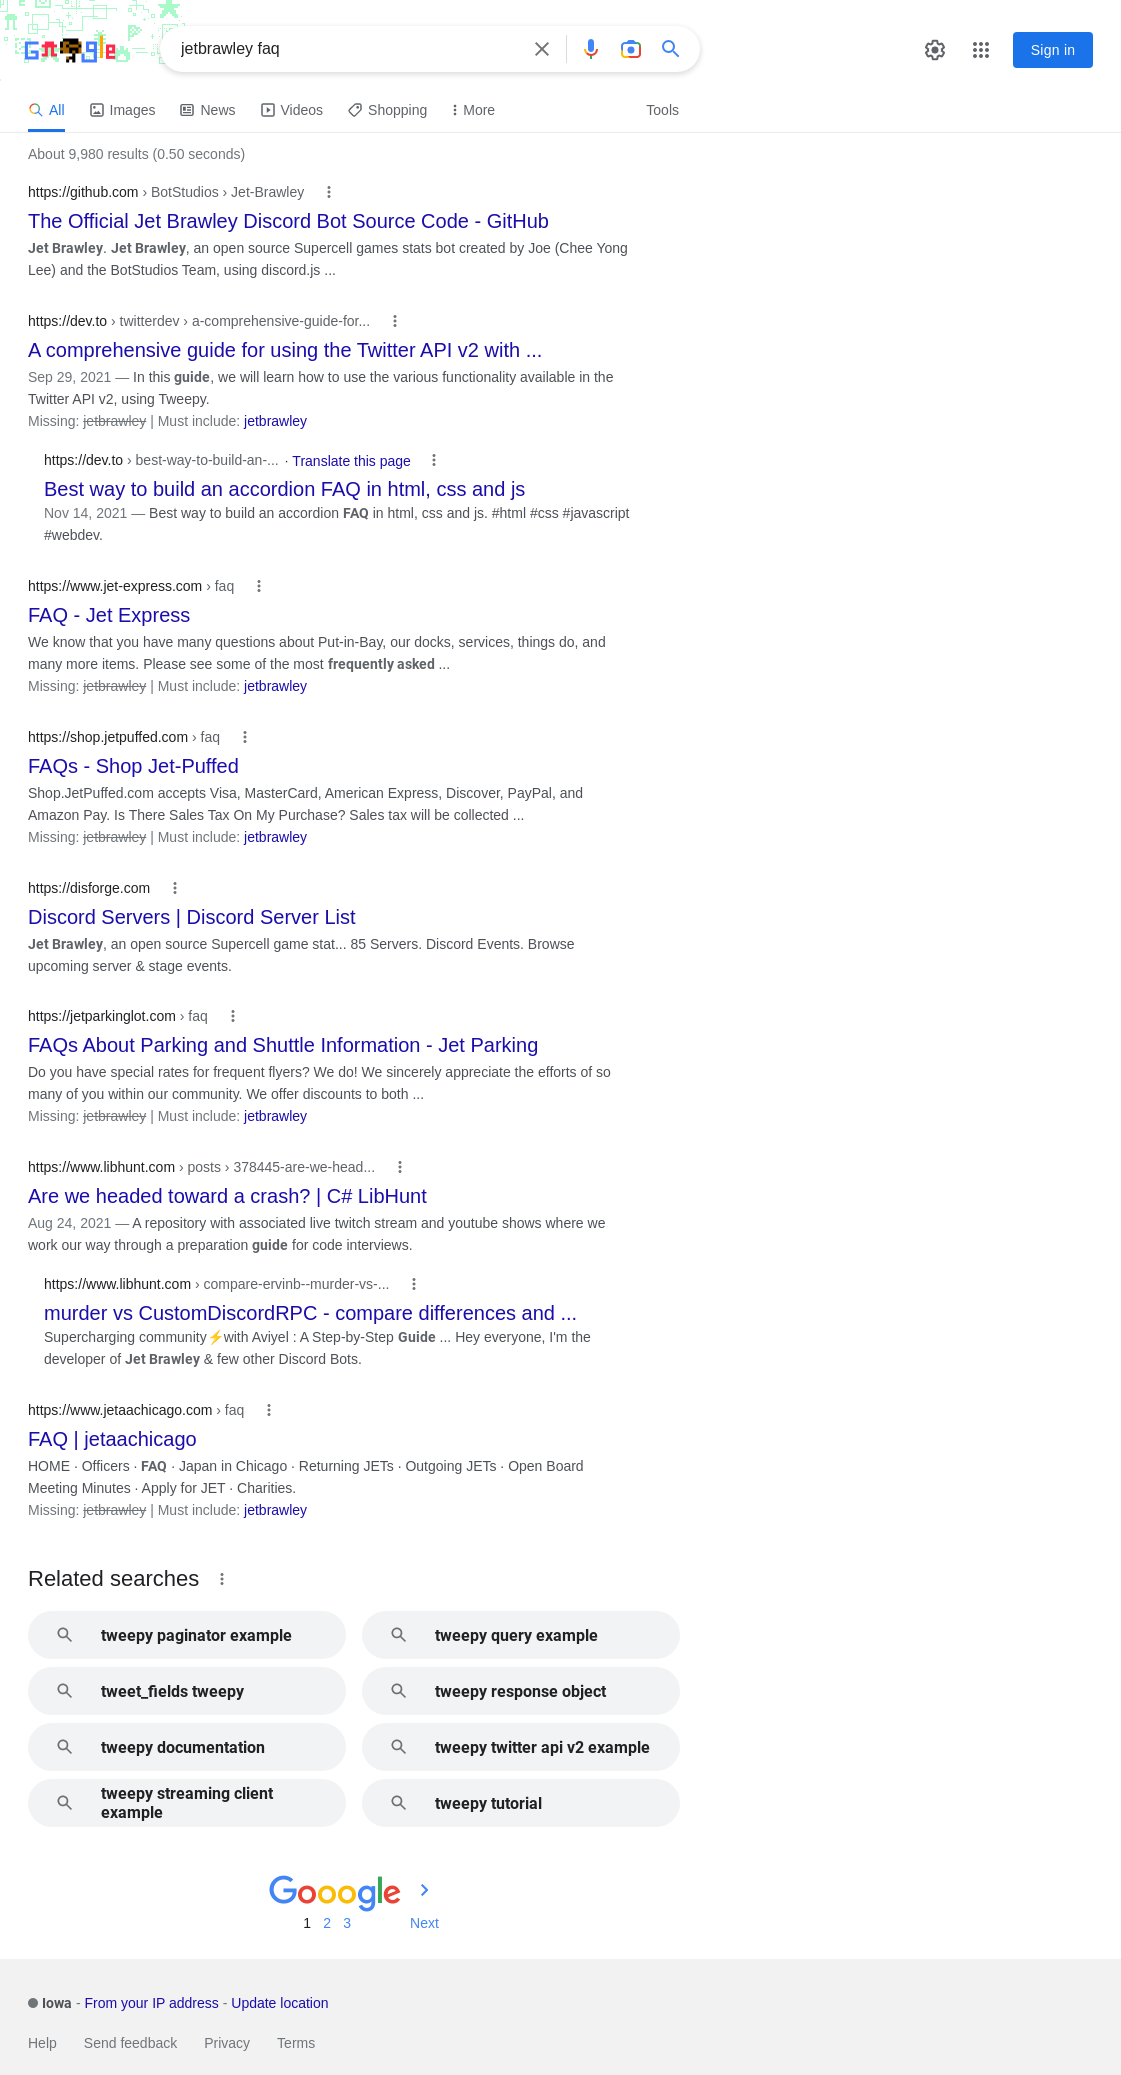 jetbrawley faq
Sign in
All
Images
News
Videos
Shopping
More
Tools
About 9,980 results (0.50 seconds)
https://github.com › BotStudios › Jet-Brawley
The Official Jet Brawley Discord Bot Source Code - GitHub
Jet Brawley. Jet Brawley, an open source Supercell games stats bot created by Joe (Chee Yong
Lee) and the BotStudios Team, using discord.js ...
https://dev.to › twitterdev › a-comprehensive-guide-for...
A comprehensive guide for using the Twitter API v2 with ...
Sep 29, 2021 — In this guide, we will learn how to use the various functionality available in the
Twitter API v2, using Tweepy.
Missing: jetbrawley | Must include: jetbrawley
https://dev.to › best-way-to-build-an-... · Translate this page
Best way to build an accordion FAQ in html, css and js
Nov 14, 2021 — Best way to build an accordion FAQ in html, css and js. #html #css #javascript
#webdev.
https://www.jet-express.com › faq
FAQ - Jet Express
We know that you have many questions about Put-in-Bay, our docks, services, things do, and
many more items. Please see some of the most frequently asked ...
Missing: jetbrawley | Must include: jetbrawley
https://shop.jetpuffed.com › faq
FAQs - Shop Jet-Puffed
Shop.JetPuffed.com accepts Visa, MasterCard, American Express, Discover, PayPal, and
Amazon Pay. Is There Sales Tax On My Purchase? Sales tax will be collected ...
Missing: jetbrawley | Must include: jetbrawley
https://disforge.com
Discord Servers | Discord Server List
Jet Brawley, an open source Supercell game stat... 85 Servers. Discord Events. Browse
upcoming server & stage events.
https://jetparkinglot.com › faq
FAQs About Parking and Shuttle Information - Jet Parking
Do you have special rates for frequent flyers? We do! We sincerely appreciate the efforts of so
many of you within our community. We offer discounts to both ...
Missing: jetbrawley | Must include: jetbrawley
https://www.libhunt.com › posts › 378445-are-we-head...
Are we headed toward a crash? | C# LibHunt
Aug 24, 2021 — A repository with associated live twitch stream and youtube shows where we
work our way through a preparation guide for code interviews.
https://www.libhunt.com › compare-ervinb--murder-vs-...
murder vs CustomDiscordRPC - compare differences and ...
Supercharging community⚡with Aviyel : A Step-by-Step Guide ... Hey everyone, I'm the
developer of Jet Brawley & few other Discord Bots.
https://www.jetaachicago.com › faq
FAQ | jetaachicago
HOME · Officers · FAQ · Japan in Chicago · Returning JETs · Outgoing JETs · Open Board
Meeting Minutes · Apply for JET · Charities.
Missing: jetbrawley | Must include: jetbrawley
Related searches
tweepy paginator example
tweepy query example
tweet_fields tweepy
tweepy response object
tweepy documentation
tweepy twitter api v2 example
tweepy streaming client
example
tweepy tutorial
Gooogle
1 2 3 Next
Iowa - From your IP address - Update location
Help Send feedback Privacy Terms